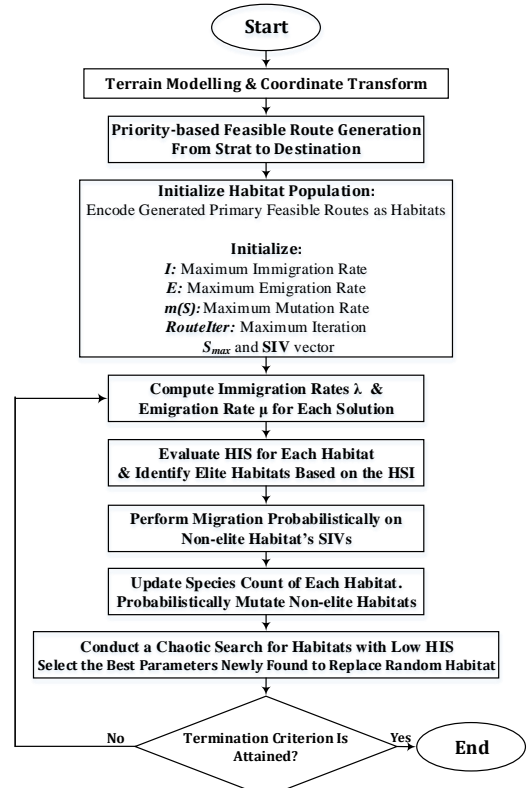 Start
Terrain Modelling & Coordinate Transform
Priority-based Feasible Route Generation
From Strat to Destination
Initialize Habitat Population:
Encode Generated Primary Feasible Routes as Habitats
Initialize:
I: Maximum Immigration Rate
E: Maximum Emigration Rate
m(S): Maximum Mutation Rate
RouteIter: Maximum Iteration
Smax and SIV vector
Compute Immigration Rates λ &
Emigration Rate μ for Each Solution
Evaluate HIS for Each Habitat
& Identify Elite Habitats Based on the HSI
Perform Migration Probabilistically on
Non-elite Habitat's SIVs
Update Species Count of Each Habitat.
Probabilistically Mutate Non-elite Habitats
Conduct a Chaotic Search for Habitats with Low HIS
Select the Best Parameters Newly Found to Replace Random Habitat
No
Termination Criterion Is
Attained?
Yes
End